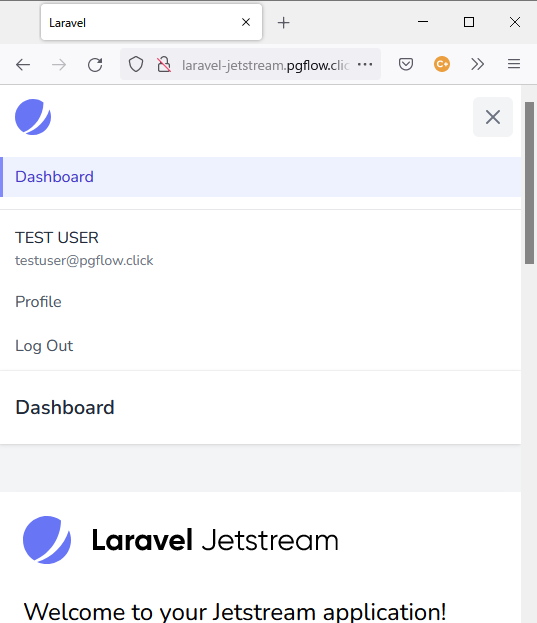 Laravel
laravel-jetstream.pgflow.clic
C+
Dashboard
TEST USER
testuser@pgflow.click
Profile
Log Out
Dashboard
Laravel Jetstream
Welcome to your Jetstream application!